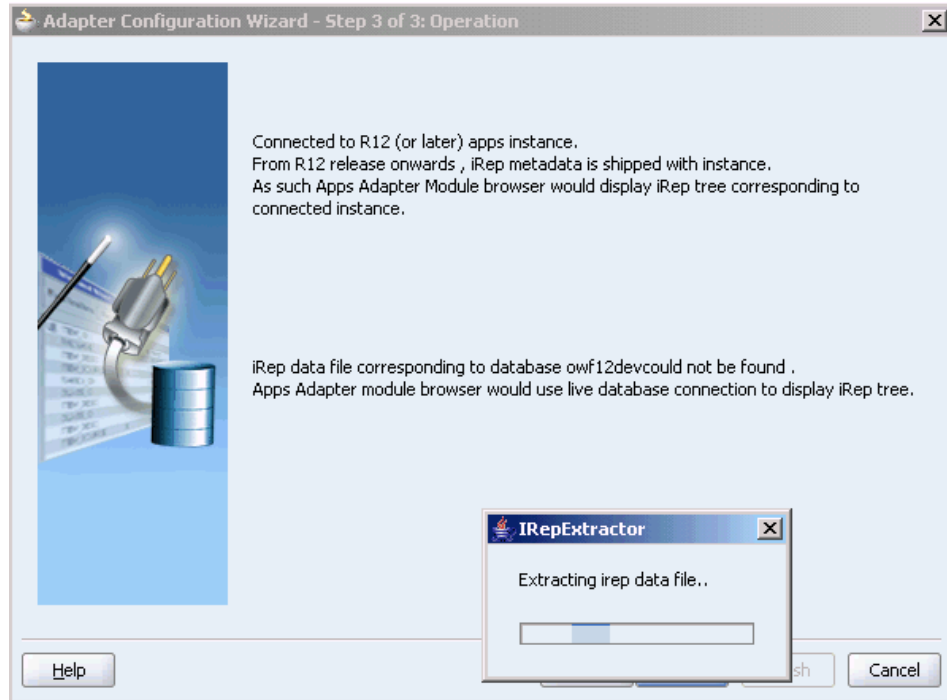 Adapter Configuration Wizard - Step 3 of 3: Operation
Connected to R12 (or later) apps instance.
From R12 release onwards , iRep metadata is shipped with instance.
As such Apps Adapter Module browser would display iRep tree corresponding to
connected instance.
iRep data file corresponding to database owf12devcould not be found .
Apps Adapter module browser would use live database connection to display iRep tree.
IRepExtractor
Extracting irep data file..
Help
sh
Cancel